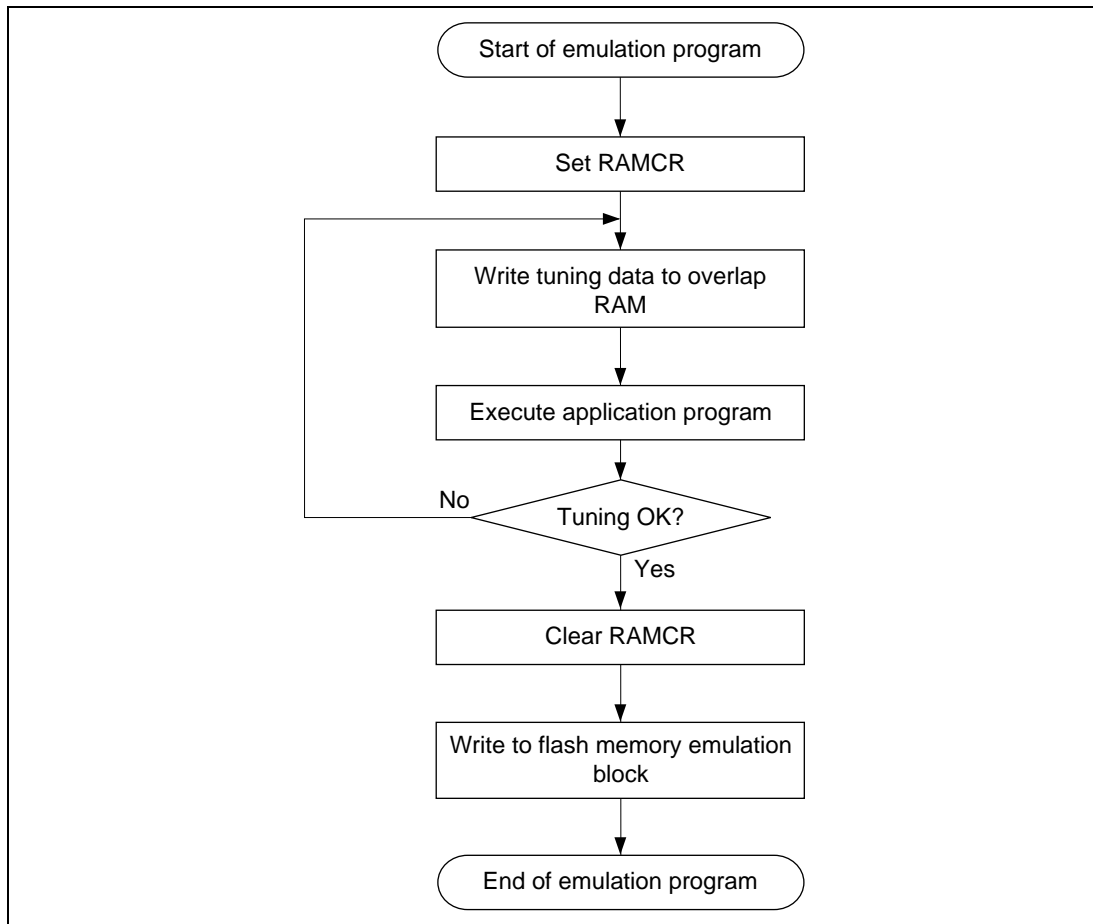 Start of emulation program
Set RAMCR
Write tuning data to overlap
RAM
Execute application program
No
Tuning OK?
Yes
Clear RAMCR
Write to flash memory emulation
block
End of emulation program